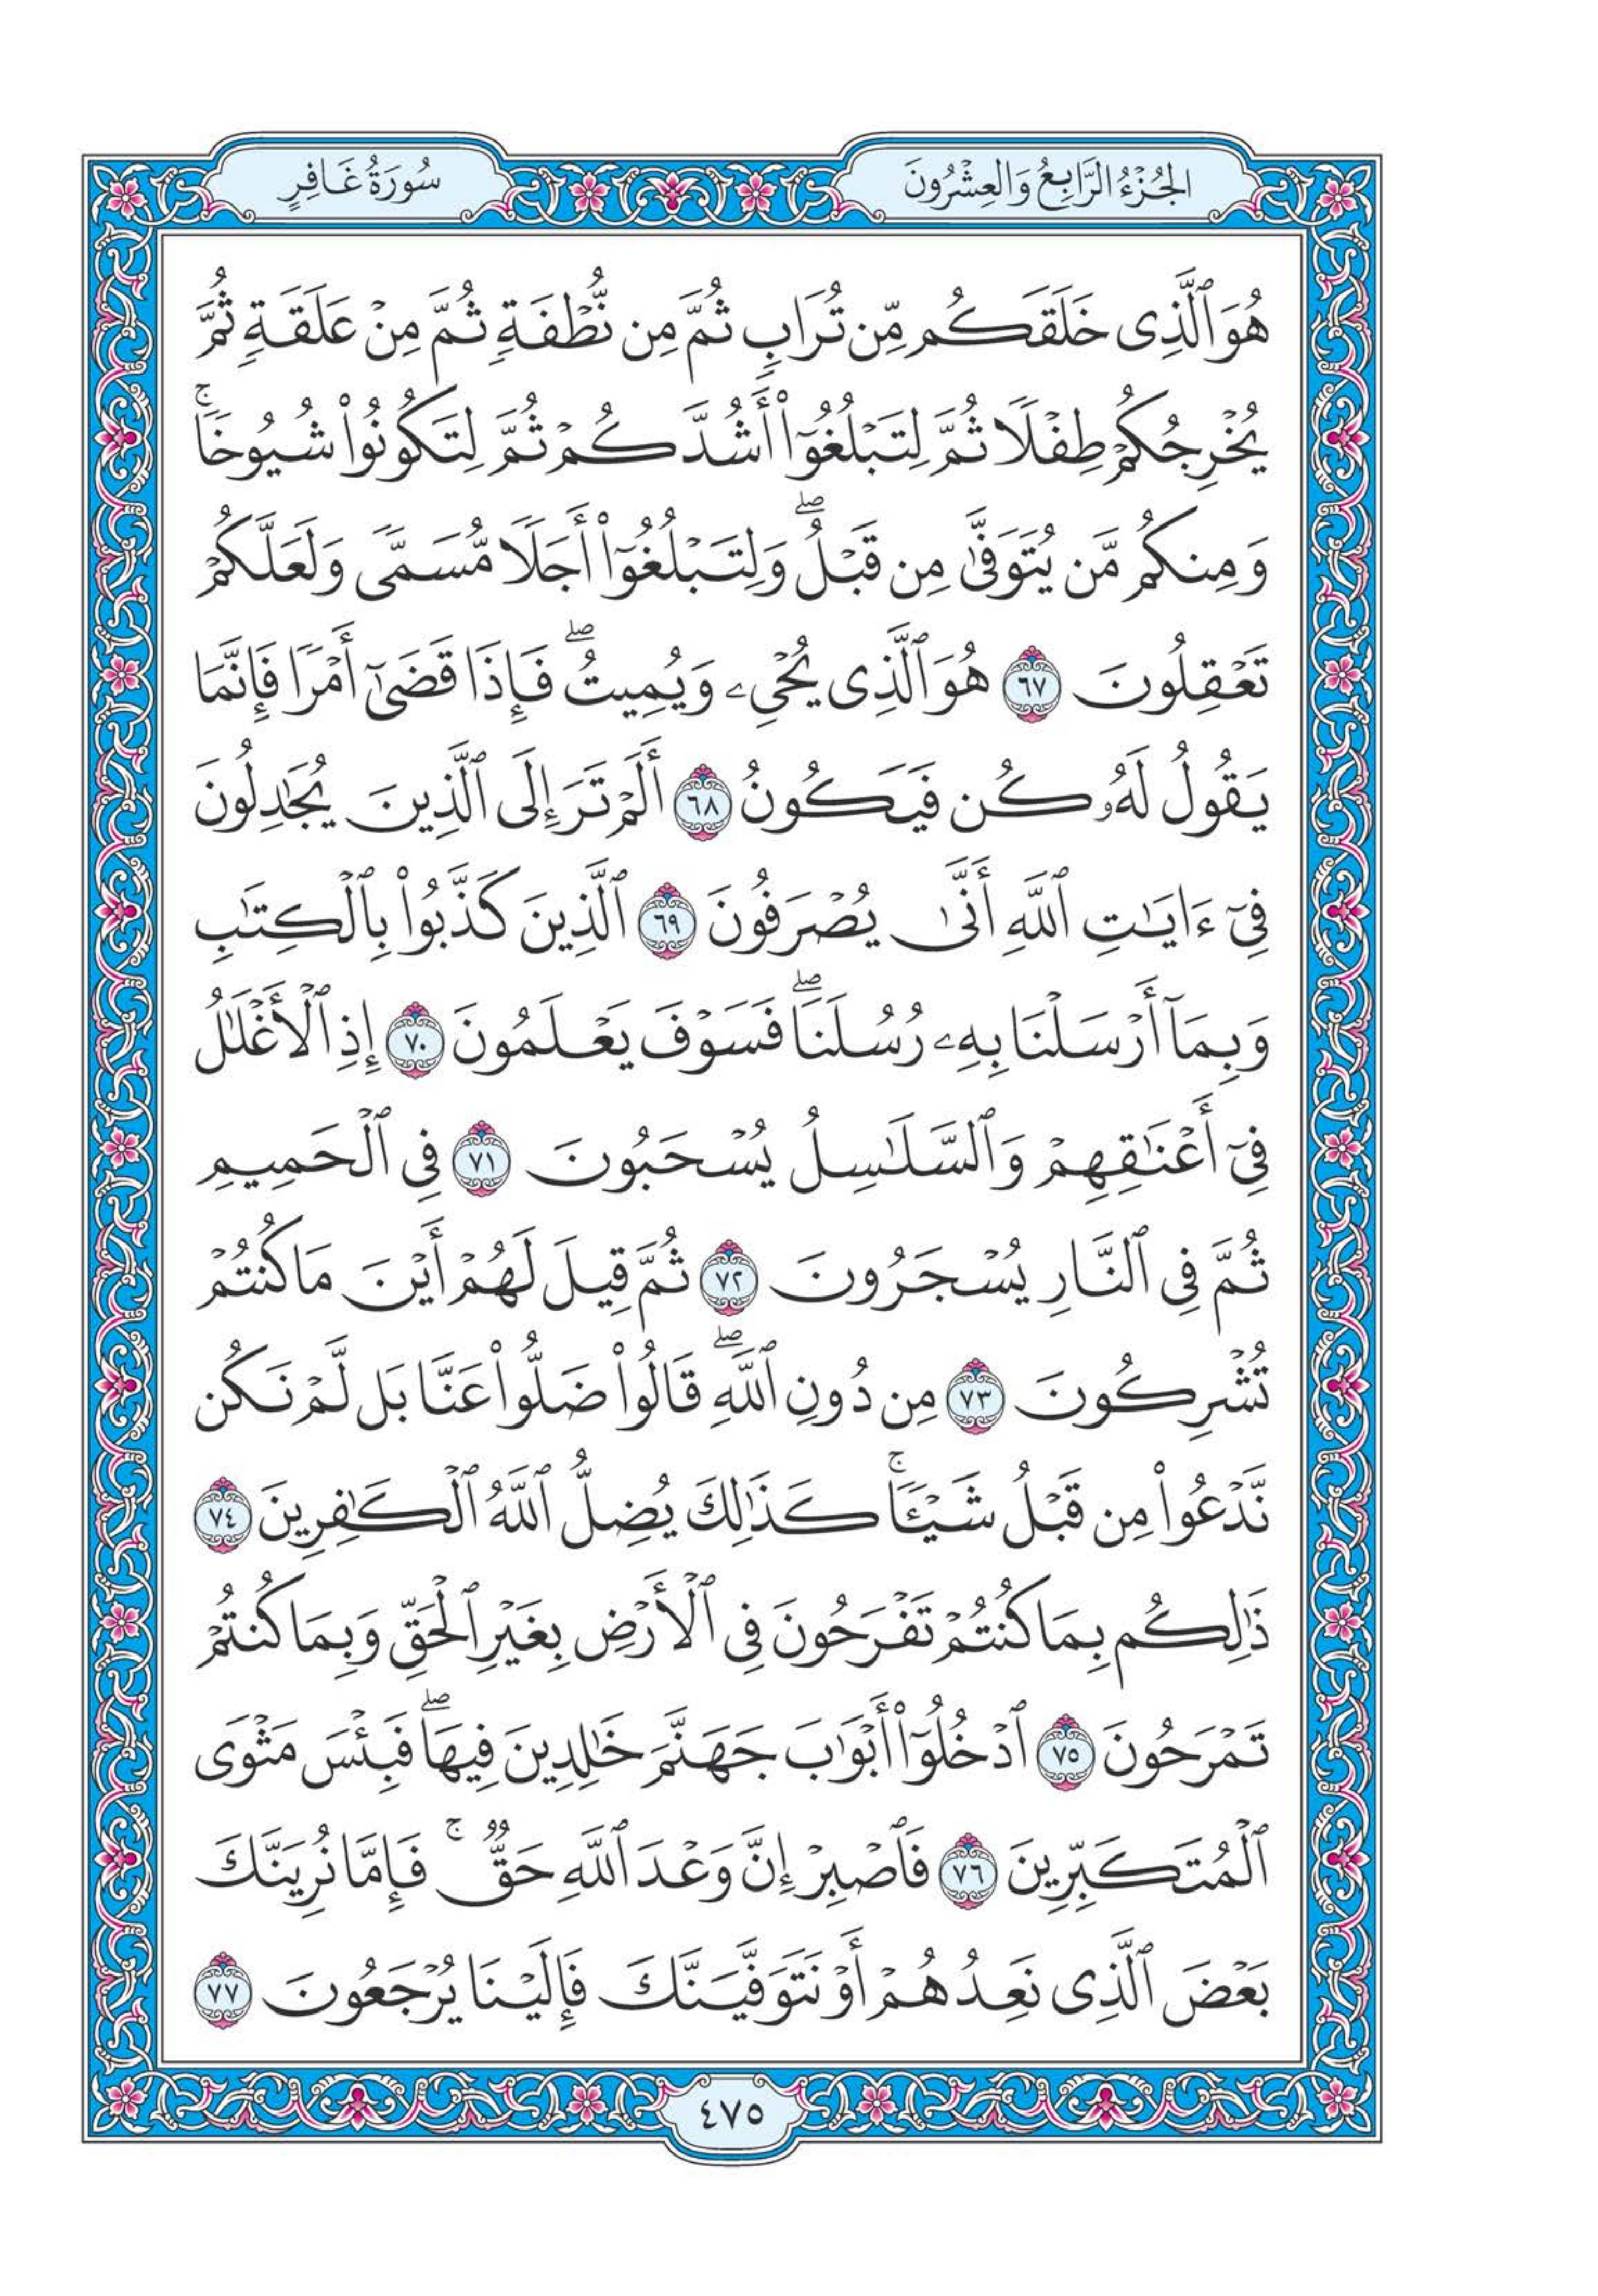 الجُزْءُ الرَّابِعُ وَالعِشْرُونَ
سُورَةُ غَافِرٍ
هُوَ ٱلَّذِى خَلَقَكُم مِّن تُرَابٍ ثُمَّ مِن نُّطْفَةٍ ثُمَّ مِنْ عَلَقَةٍ ثُمَّ
يُخْرِجُكُمْ طِفْلًا ثُمَّ لِتَبْلُغُوٓا۟ أَشُدَّكُمْ ثُمَّ لِتَكُونُوا۟ شُيُوخًا ۚ
وَمِنكُم مَّن يُتَوَفَّىٰ مِن قَبْلُ ۖ وَلِتَبْلُغُوٓا۟ أَجَلًا مُّسَمًّى وَلَعَلَّكُمْ
تَعْقِلُونَ ٦٧ هُوَ ٱلَّذِى يُحْىِۦ وَيُمِيتُ ۖ فَإِذَا قَضَىٰٓ أَمْرًا فَإِنَّمَا
يَقُولُ لَهُۥ كُن فَيَكُونُ ٦٨ أَلَمْ تَرَ إِلَى ٱلَّذِينَ يُجَٰدِلُونَ
فِىٓ ءَايَٰتِ ٱللَّهِ أَنَّىٰ يُصْرَفُونَ ٦٩ ٱلَّذِينَ كَذَّبُوا۟ بِٱلْكِتَٰبِ
وَبِمَآ أَرْسَلْنَا بِهِۦ رُسُلَنَا ۖ فَسَوْفَ يَعْلَمُونَ ٧٠ إِذِ ٱلْأَغْلَٰلُ
فِىٓ أَعْنَٰقِهِمْ وَٱلسَّلَٰسِلُ يُسْحَبُونَ ٧١ فِى ٱلْحَمِيمِ
ثُمَّ فِى ٱلنَّارِ يُسْجَرُونَ ٧٢ ثُمَّ قِيلَ لَهُمْ أَيْنَ مَا كُنتُمْ
تُشْرِكُونَ ٧٣ مِن دُونِ ٱللَّهِ ۖ قَالُوا۟ ضَلُّوا۟ عَنَّا بَل لَّمْ نَكُن
نَّدْعُوا۟ مِن قَبْلُ شَيْـًٔا ۚ كَذَٰلِكَ يُضِلُّ ٱللَّهُ ٱلْكَٰفِرِينَ ٧٤
ذَٰلِكُم بِمَا كُنتُمْ تَفْرَحُونَ فِى ٱلْأَرْضِ بِغَيْرِ ٱلْحَقِّ وَبِمَا كُنتُمْ
تَمْرَحُونَ ٧٥ ٱدْخُلُوٓا۟ أَبْوَٰبَ جَهَنَّمَ خَٰلِدِينَ فِيهَا ۖ فَبِئْسَ مَثْوَى
ٱلْمُتَكَبِّرِينَ ٧٦ فَٱصْبِرْ إِنَّ وَعْدَ ٱللَّهِ حَقٌّ ۚ فَإِمَّا نُرِيَنَّكَ
بَعْضَ ٱلَّذِى نَعِدُهُمْ أَوْ نَتَوَفَّيَنَّكَ فَإِلَيْنَا يُرْجَعُونَ ٧٧
٤٧٥